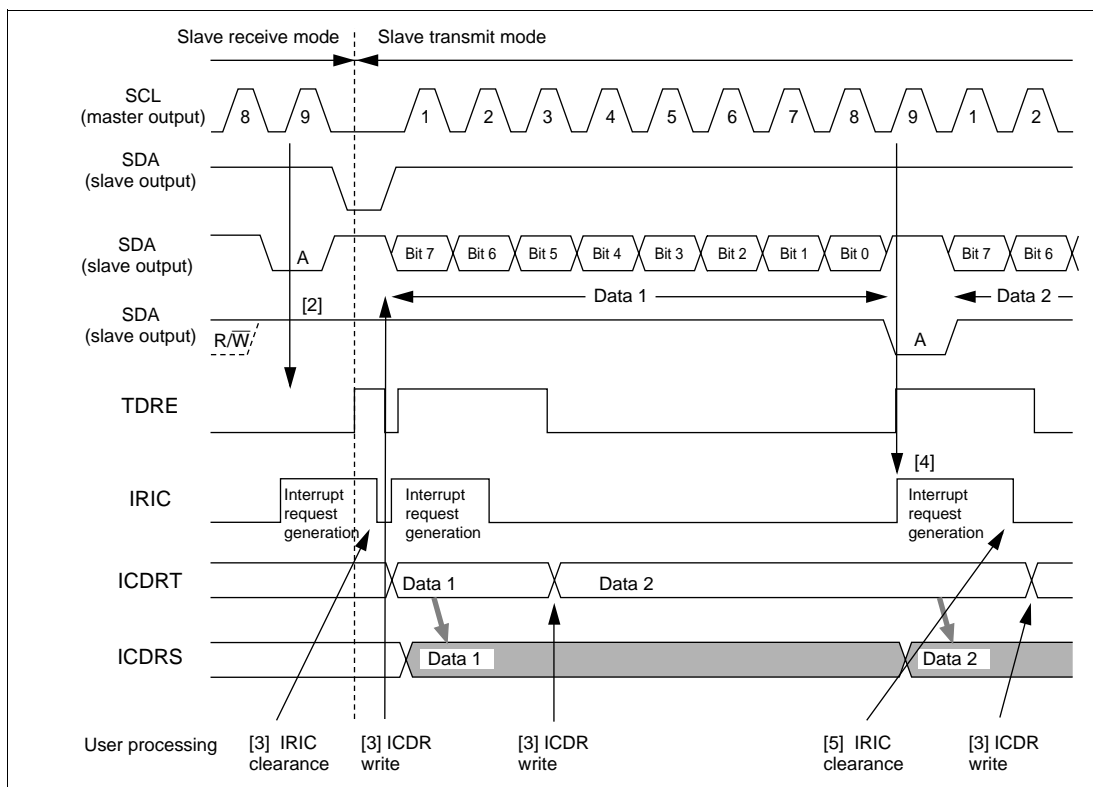 Slave receive mode Slave transmit mode
SCL
(master output)
8 9 1 2 3 4 5 6 7 8 9 1 2
SDA
(slave output)
SDA
(slave output)
A Bit 7 Bit 6 Bit 5 Bit 4 Bit 3 Bit 2 Bit 1 Bit 0 Bit 7 Bit 6
[2] Data 1 Data 2
SDA
(slave output)
R/W̅ A
TDRE
[4]
IRIC
Interrupt
request
generation
Interrupt
request
generation
Interrupt
request
generation
ICDRT
Data 1 Data 2
ICDRS
Data 1 Data 2
User processing
[3] IRIC
clearance
[3] ICDR
write
[3] ICDR
write
[5] IRIC
clearance
[3] ICDR
write